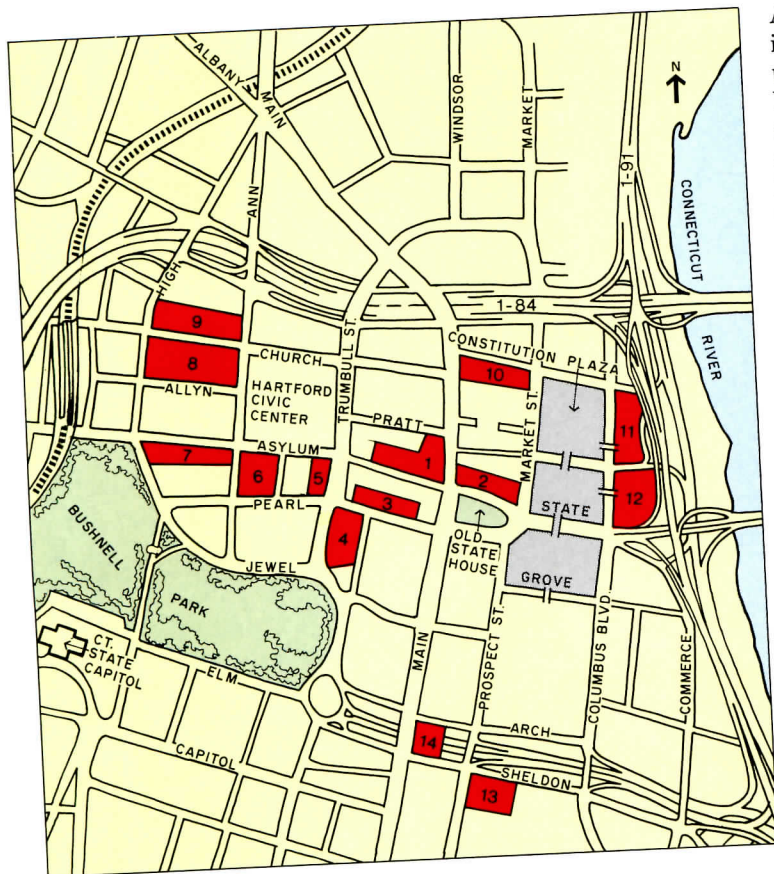 ALBANY
MAIN
WINDSOR
MARKET
N
I-91
CONNECTICUT
RIVER
ANN
HIGH
TRUMBULL ST.
I-84
9
CHURCH
CONSTITUTION PLAZA
8
10
ALLYN
HARTFORD
CIVIC
CENTER
MARKET ST.
PRATT
11
7
ASYLUM
1
6
5
2
12
PEARL
3
STATE
BUSHNELL
PARK
4
OLD
STATE
HOUSE
JEWEL
GROVE
CT.
STATE
CAPITOL
ELM
MAIN
PROSPECT ST.
COLUMBUS BLVD.
COMMERCE
CAPITOL
14
ARCH
SHELDON
13